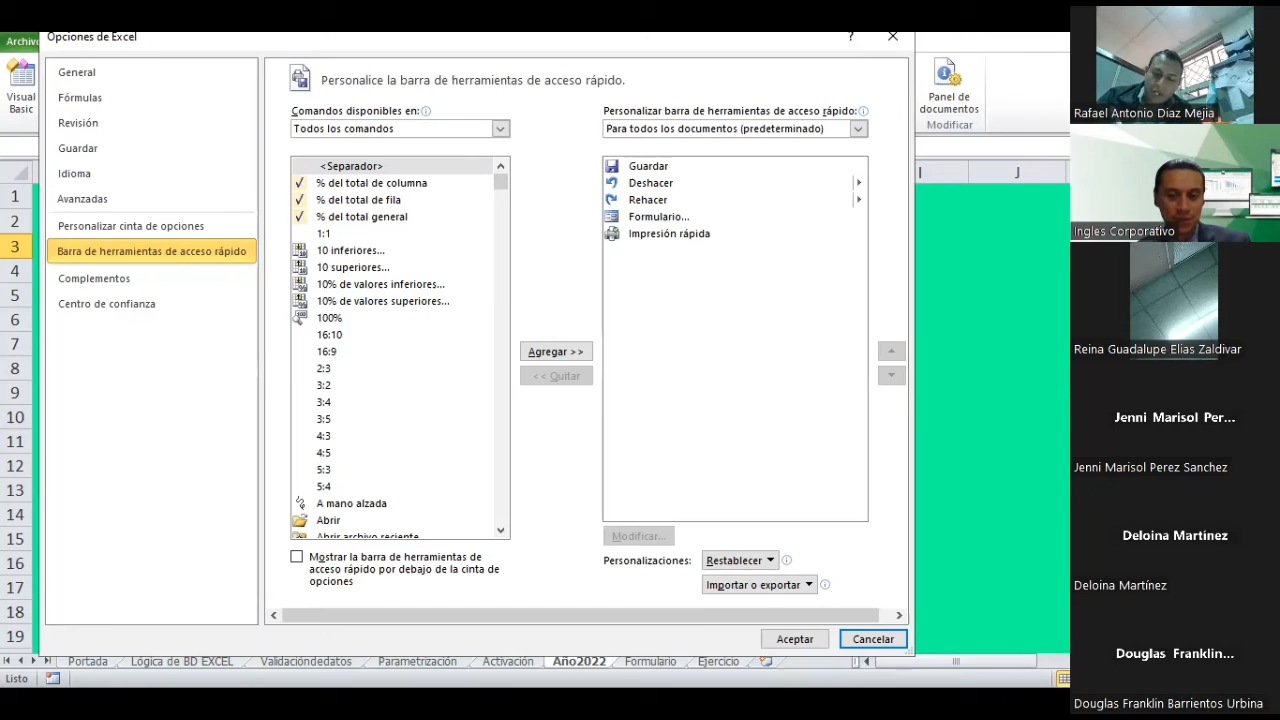 Archivo
Opciones de Excel
?
Visual
Basic
Panel de
documentos
Modificar
General
Fórmulas
Revisión
Guardar
Idioma
Avanzadas
Personalizar cinta de opciones
Barra de herramientas de acceso rápido
Complementos
Centro de confianza
Personalice la barra de herramientas de acceso rápido.
Comandos disponibles en:
Todos los comandos
<Separador>
% del total de columna
% del total de fila
% del total general
1:1
10 inferiores...
10 superiores...
10% de valores inferiores...
10% de valores superiores...
100%
16:10
16:9
2:3
3:2
3:4
3:5
4:3
4:5
5:3
5:4
A mano alzada
Abrir
Abrir archivo reciente
Mostrar la barra de herramientas de
acceso rápido por debajo de la cinta de
opciones
Agregar >>
<< Quitar
Personalizar barra de herramientas de acceso rápido:
Para todos los documentos (predeterminado)
Guardar
Deshacer
Rehacer
Formulario...
Impresión rápida
Modificar...
Personalizaciones:
Restablecer
Importar o exportar
Aceptar
Cancelar
I
J
1
2
3
4
5
6
7
8
9
10
11
12
13
14
15
16
17
18
19
Portada
Lógica de BD EXCEL
Validacióndedatos
Parametrización
Activación
Año2022
Formulario
Ejercicio
Listo
Rafael Antonio Diaz Mejia
Ingles Corporativo
Reina Guadalupe Elias Zaldivar
Jenni Marisol Per...
Jenni Marisol Perez Sanchez
Deloina Martínez
Deloina Martínez
Douglas Franklin...
Douglas Franklin Barrientos Urbina